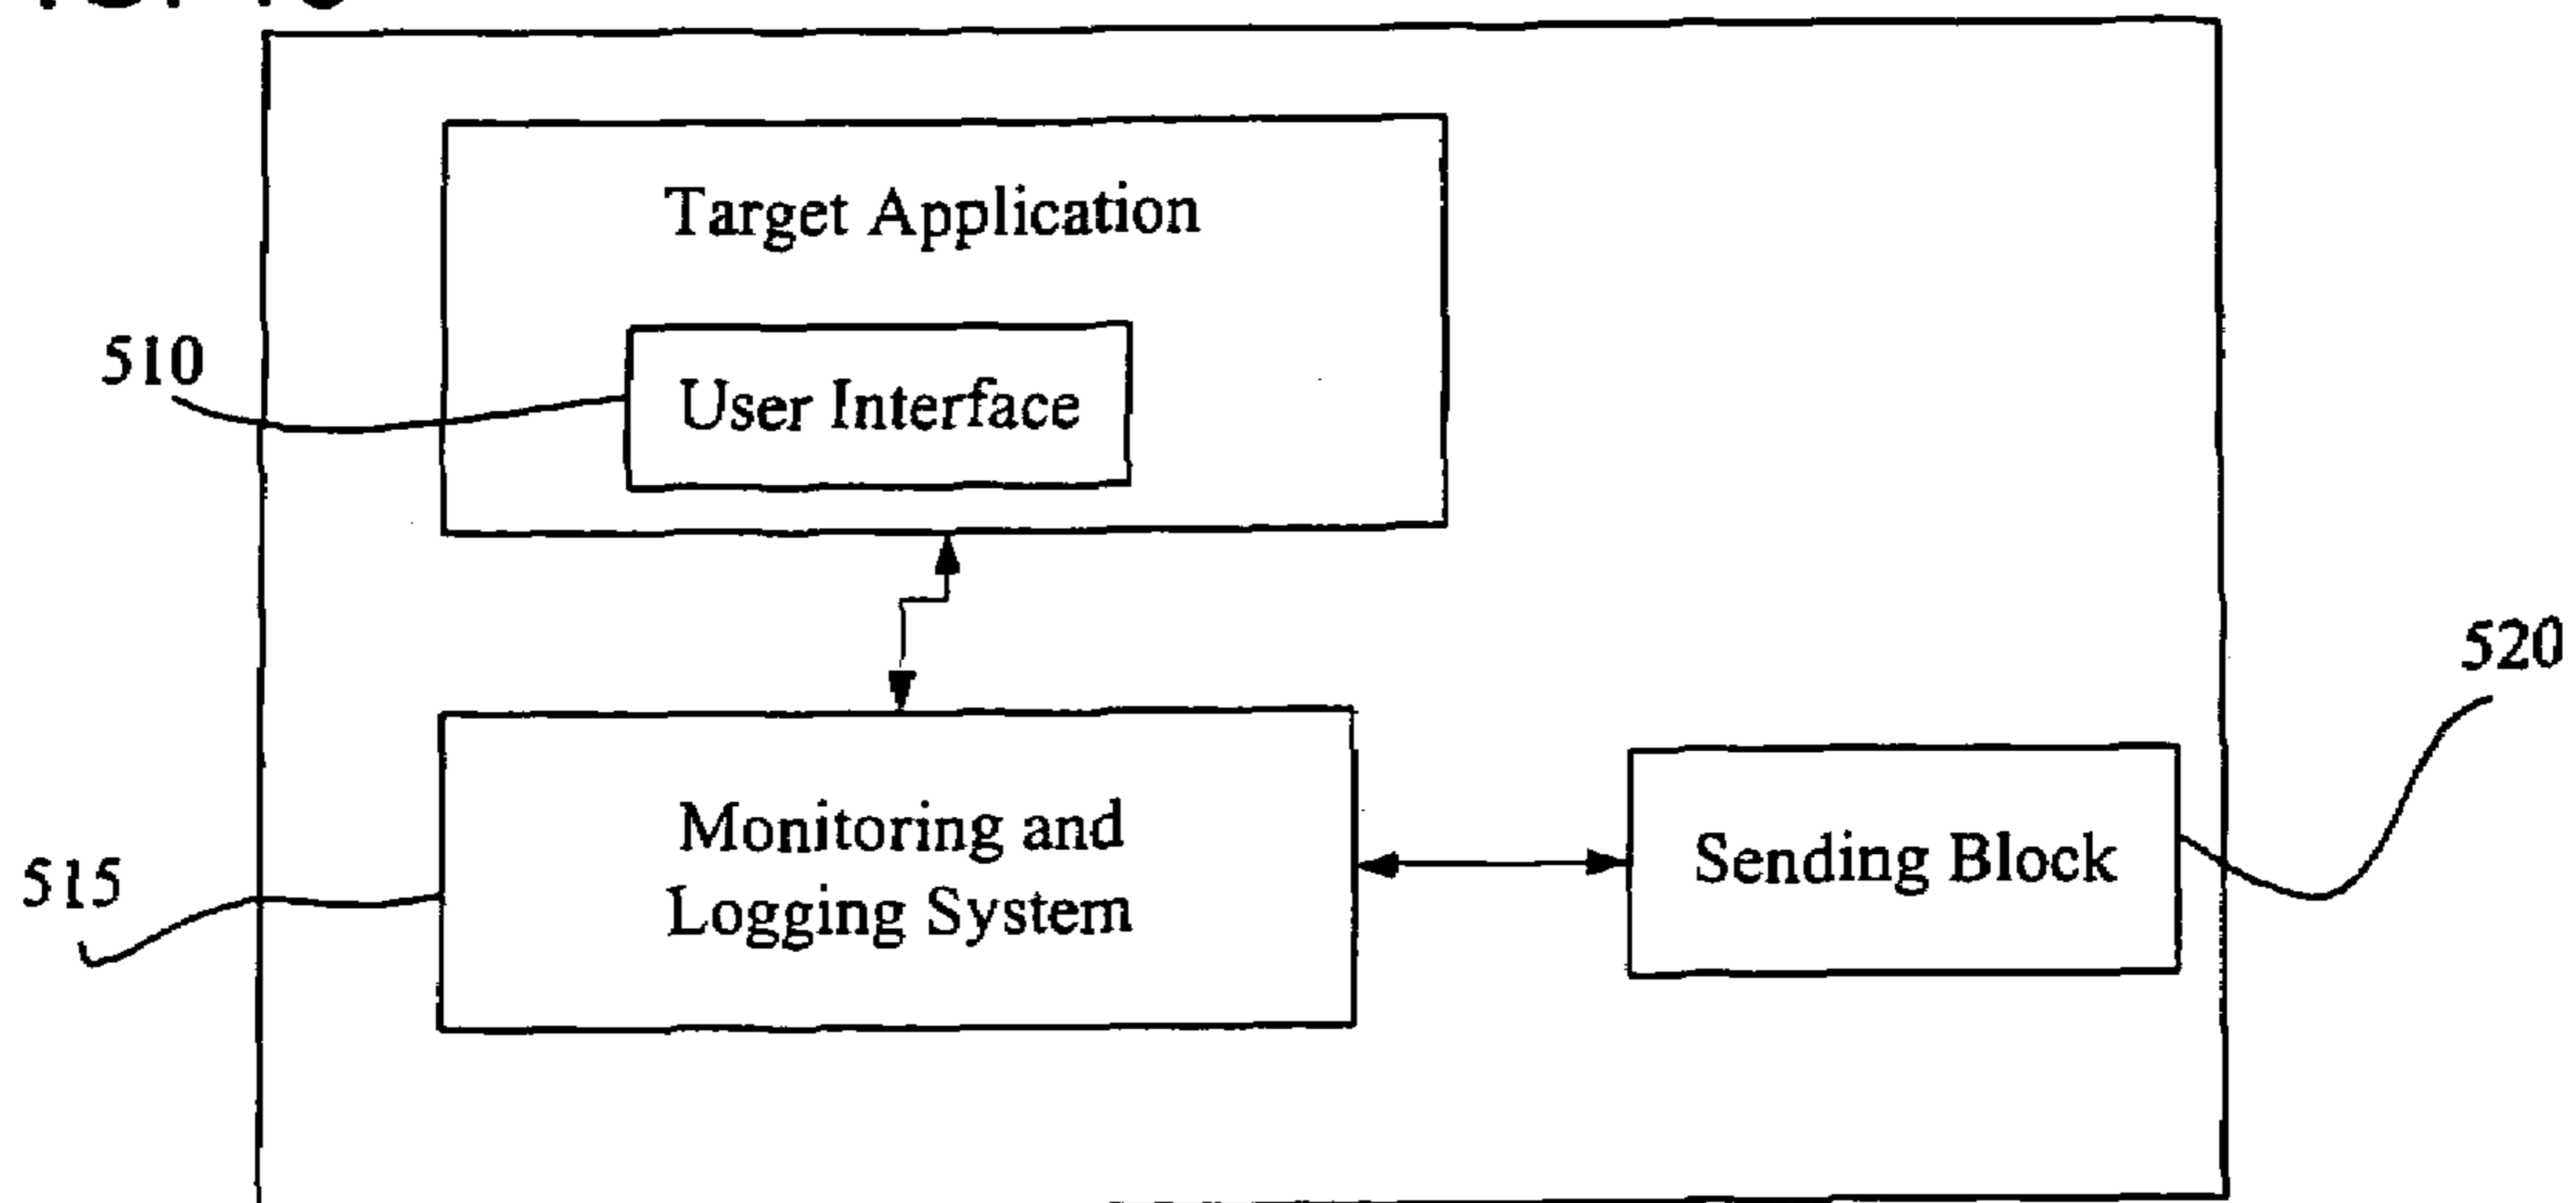 Target Application
510
User Interface
520
Monitoring and
Logging System
515
Sending Block